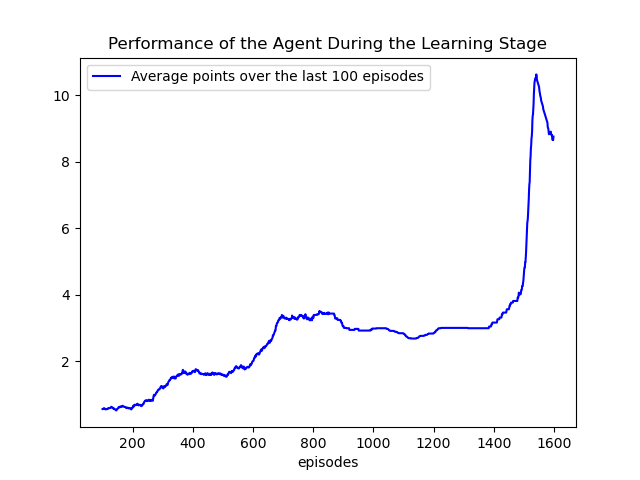 Performance of the Agent During the Learning Stage
Average points over the last 100 episodes
10
8
6
4
2
200 400 600 800 1000 1200 1400 1600
episodes